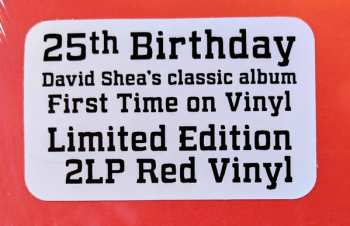 25th Birthday
David Shea's classic album
First Time on Vinyl
Limited Edition
2LP Red Vinyl